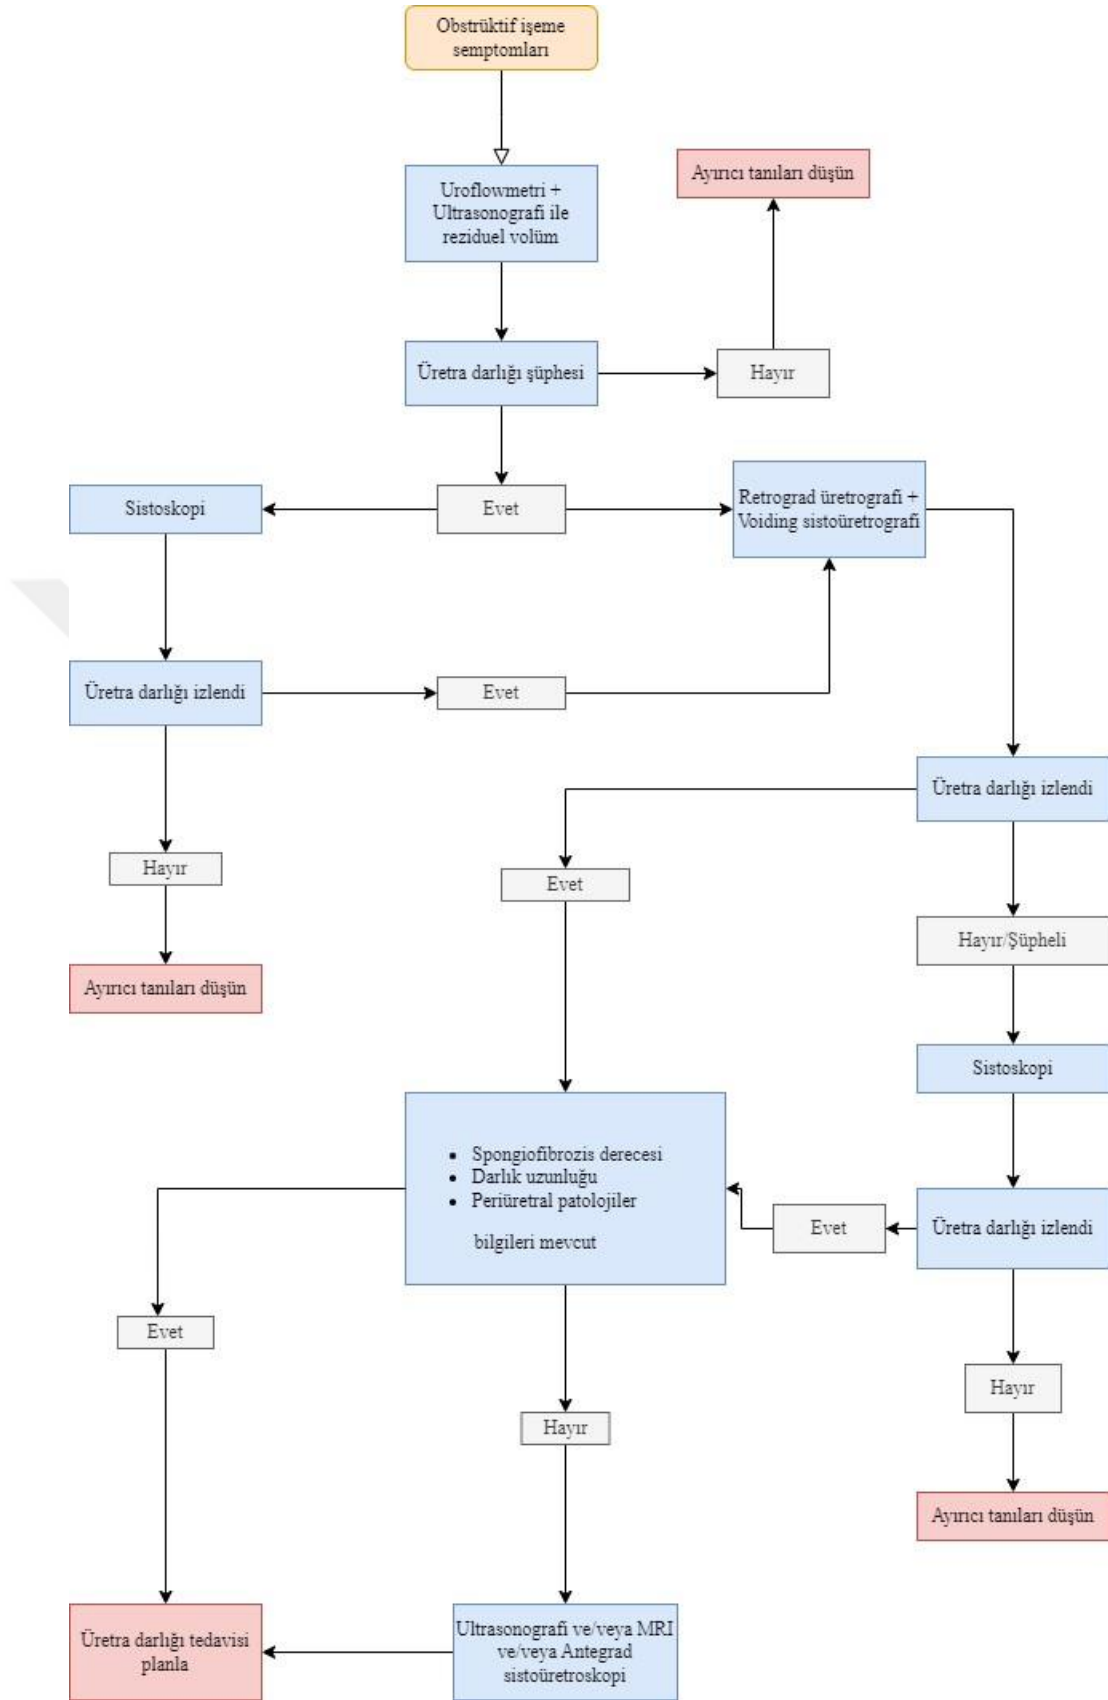 Obstrüktif işeme
semptomları
Uroflowmetri +
Ultrasonografi ile
reziduel volüm
Ayırıcı tanıları düşün
Üretra darlığı şüphesi
Hayır
Evet
Sistoskopi
Retrograd üretrografi +
Voiding sistoüretrografi
Üretra darlığı izlendi
Evet
Üretra darlığı izlendi
Hayır
Evet
Hayır/Şüpheli
Ayırıcı tanıları düşün
Sistoskopi
• Spongiofibrozis derecesi
• Darlık uzunluğu
• Periüretral patolojiler
bilgileri mevcut
Evet
Üretra darlığı izlendi
Evet
Hayır
Hayır
Ayırıcı tanıları düşün
Üretra darlığı tedavisi
planla
Ultrasonografi ve/veya MRI
ve/veya Antegrad
sistoüretroskopi